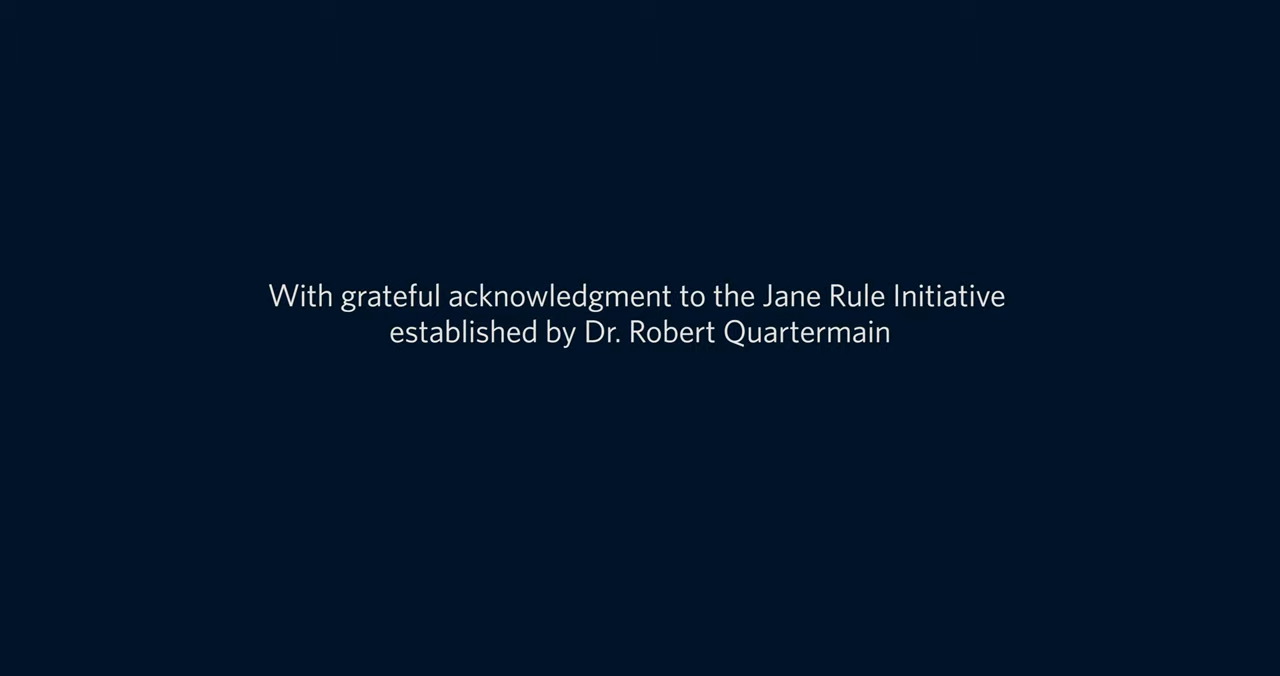 With grateful acknowledgment to the Jane Rule Initiative
established by Dr. Robert Quartermain